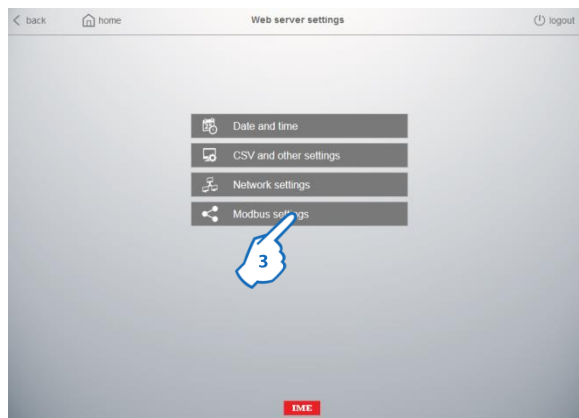 back home Web server settings logout
Date and time
CSV and other settings
Network settings
Modbus settings
3
IME